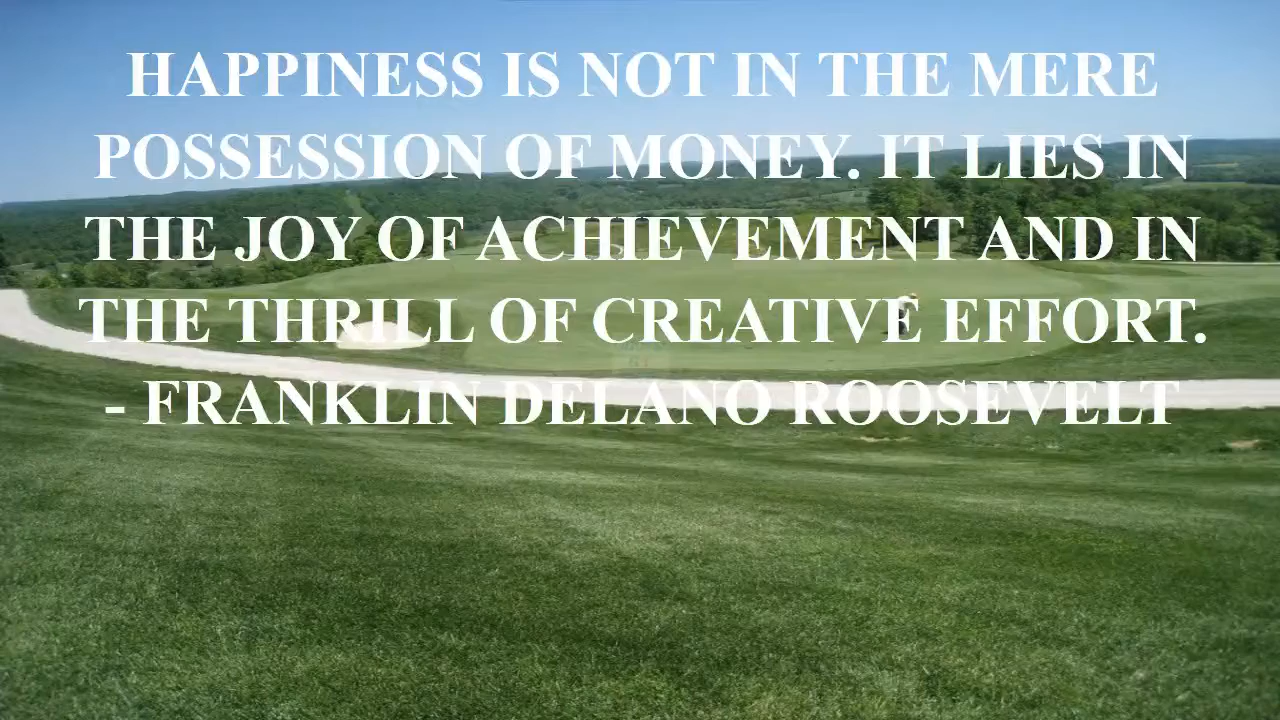 HAPPINESS IS NOT IN THE MERE
POSSESSION OF MONEY. IT LIES IN
THE JOY OF ACHIEVEMENT AND IN
THE THRILL OF CREATIVE EFFORT.
- FRANKLIN DELANO ROOSEVELT